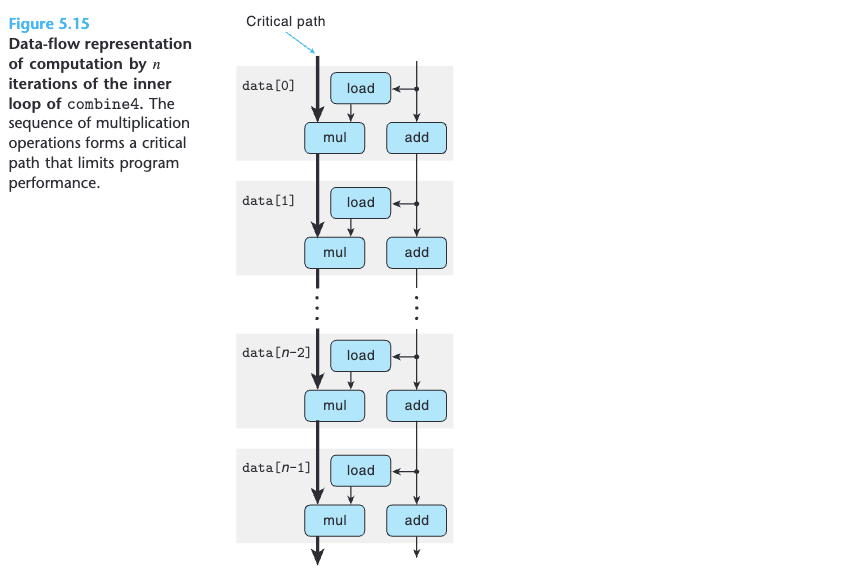 Figure 5.15
Data-flow representation
of computation by n
iterations of the inner
loop of combine4. The
sequence of multiplication
operations forms a critical
path that limits program
performance.
Critical path
data[0]
load
mul
add
data[1]
load
mul
add
data[n-2]
load
mul
add
data[n-1]
load
mul
add